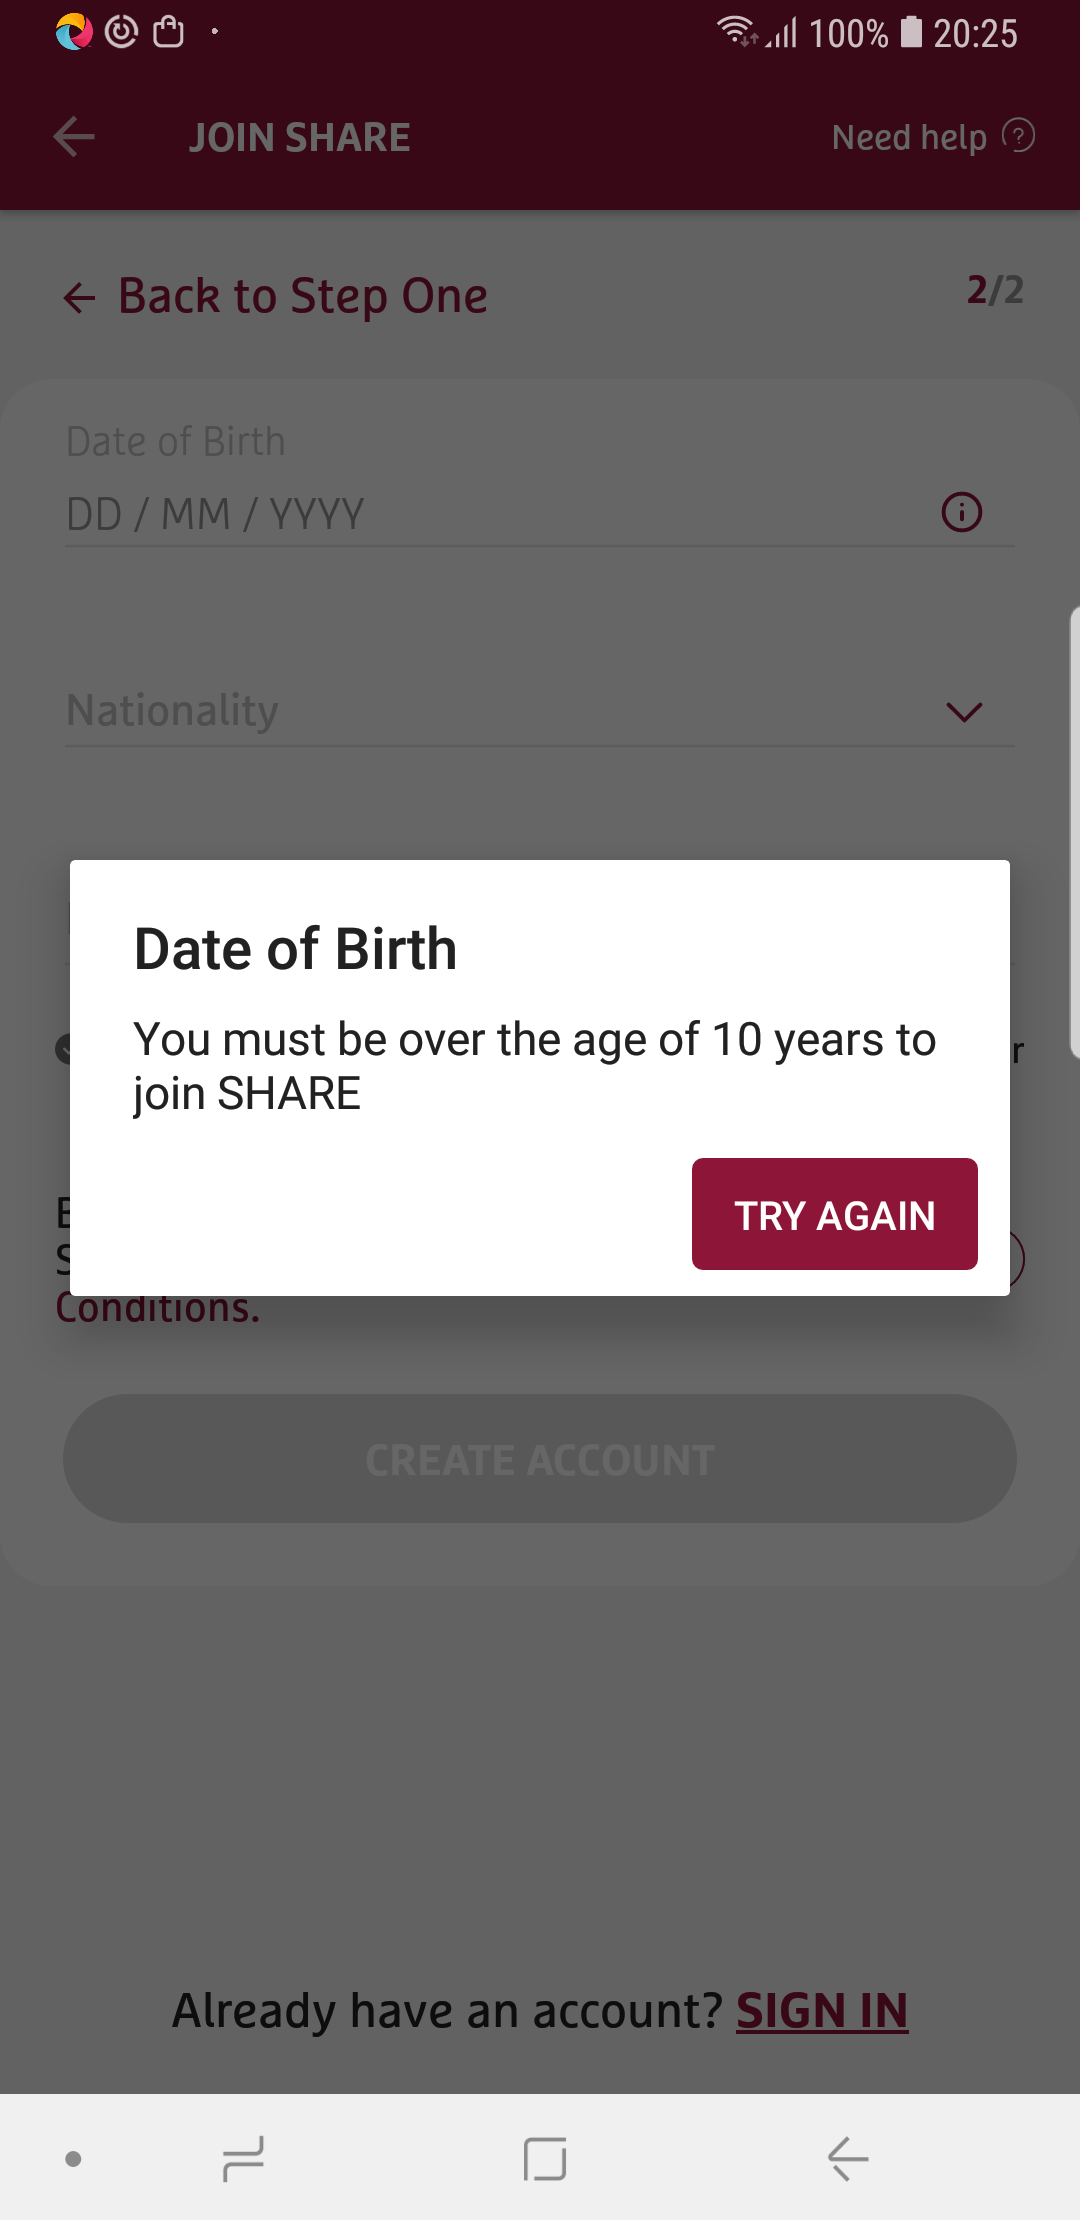 100% 20:25
JOIN SHARE Need help
Back to Step One 2/2
Date of Birth
DD / MM / YYYY
Nationality
Date of Birth
You must be over the age of 10 years to
join SHARE
TRY AGAIN
Conditions.
CREATE ACCOUNT
Already have an account? SIGN IN